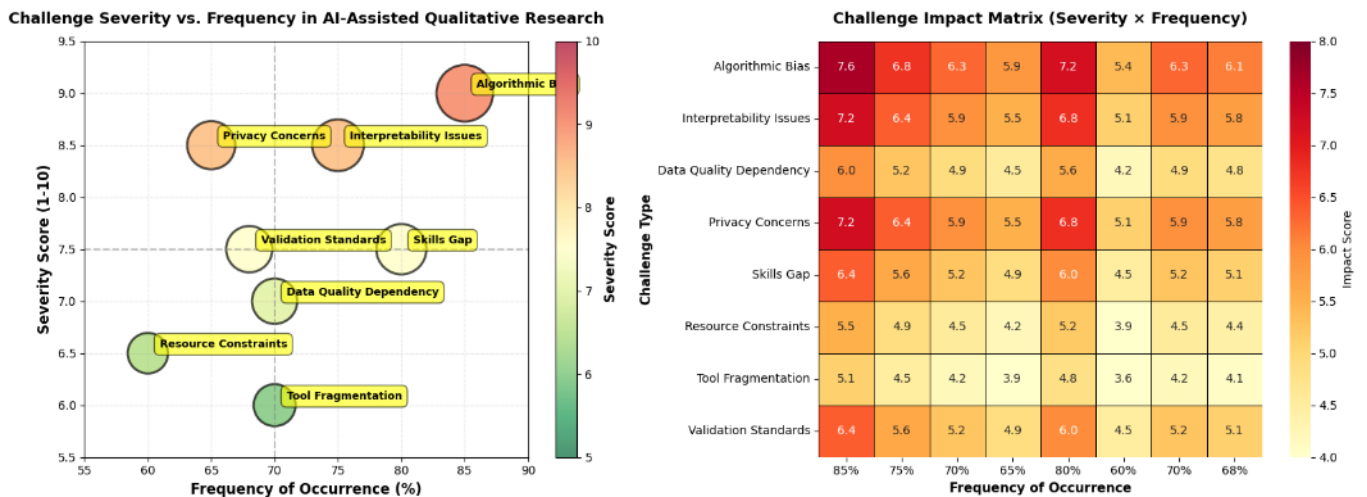 Challenge Severity vs. Frequency in AI-Assisted Qualitative Research
9.5
9.0
8.5
8.0
7.5
7.0
6.5
6.0
5.5
Severity Score (1-10)
Algorithmic B
Privacy Concerns
Interpretability Issues
Validation Standards
Skills Gap
Data Quality Dependency
Resource Constraints
Tool Fragmentation
55 60 65 70 75 80 85 90
Frequency of Occurrence (%)
10
9
8
7
6
5
Severity Score
Challenge Impact Matrix (Severity × Frequency)
Challenge Type
Algorithmic Bias 7.6 6.8 6.3 5.9 7.2 5.4 6.3 6.1
Interpretability Issues 7.2 6.4 5.9 5.5 6.8 5.1 5.9 5.8
Data Quality Dependency 6.0 5.2 4.9 4.5 5.6 4.2 4.9 4.8
Privacy Concerns 7.2 6.4 5.9 5.5 6.8 5.1 5.9 5.8
Skills Gap 6.4 5.6 5.2 4.9 6.0 4.5 5.2 5.1
Resource Constraints 5.5 4.9 4.5 4.2 5.2 3.9 4.5 4.4
Tool Fragmentation 5.1 4.5 4.2 3.9 4.8 3.6 4.2 4.1
Validation Standards 6.4 5.6 5.2 4.9 6.0 4.5 5.2 5.1
85% 75% 70% 65% 80% 60% 70% 68%
Frequency of Occurrence
8.0
7.5
7.0
6.5
6.0
5.5
5.0
4.5
4.0
Impact Score